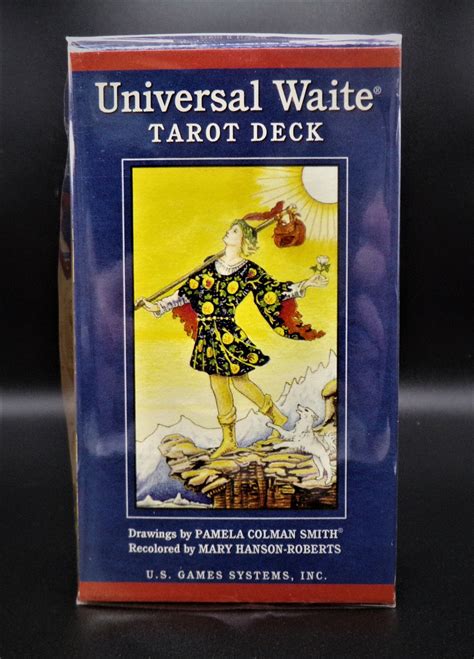 Universal Waite®
TAROT DECK
Drawings by PAMELA COLMAN SMITH®
Recolored by MARY HANSON-ROBERTS
U.S. GAMES SYSTEMS, INC.